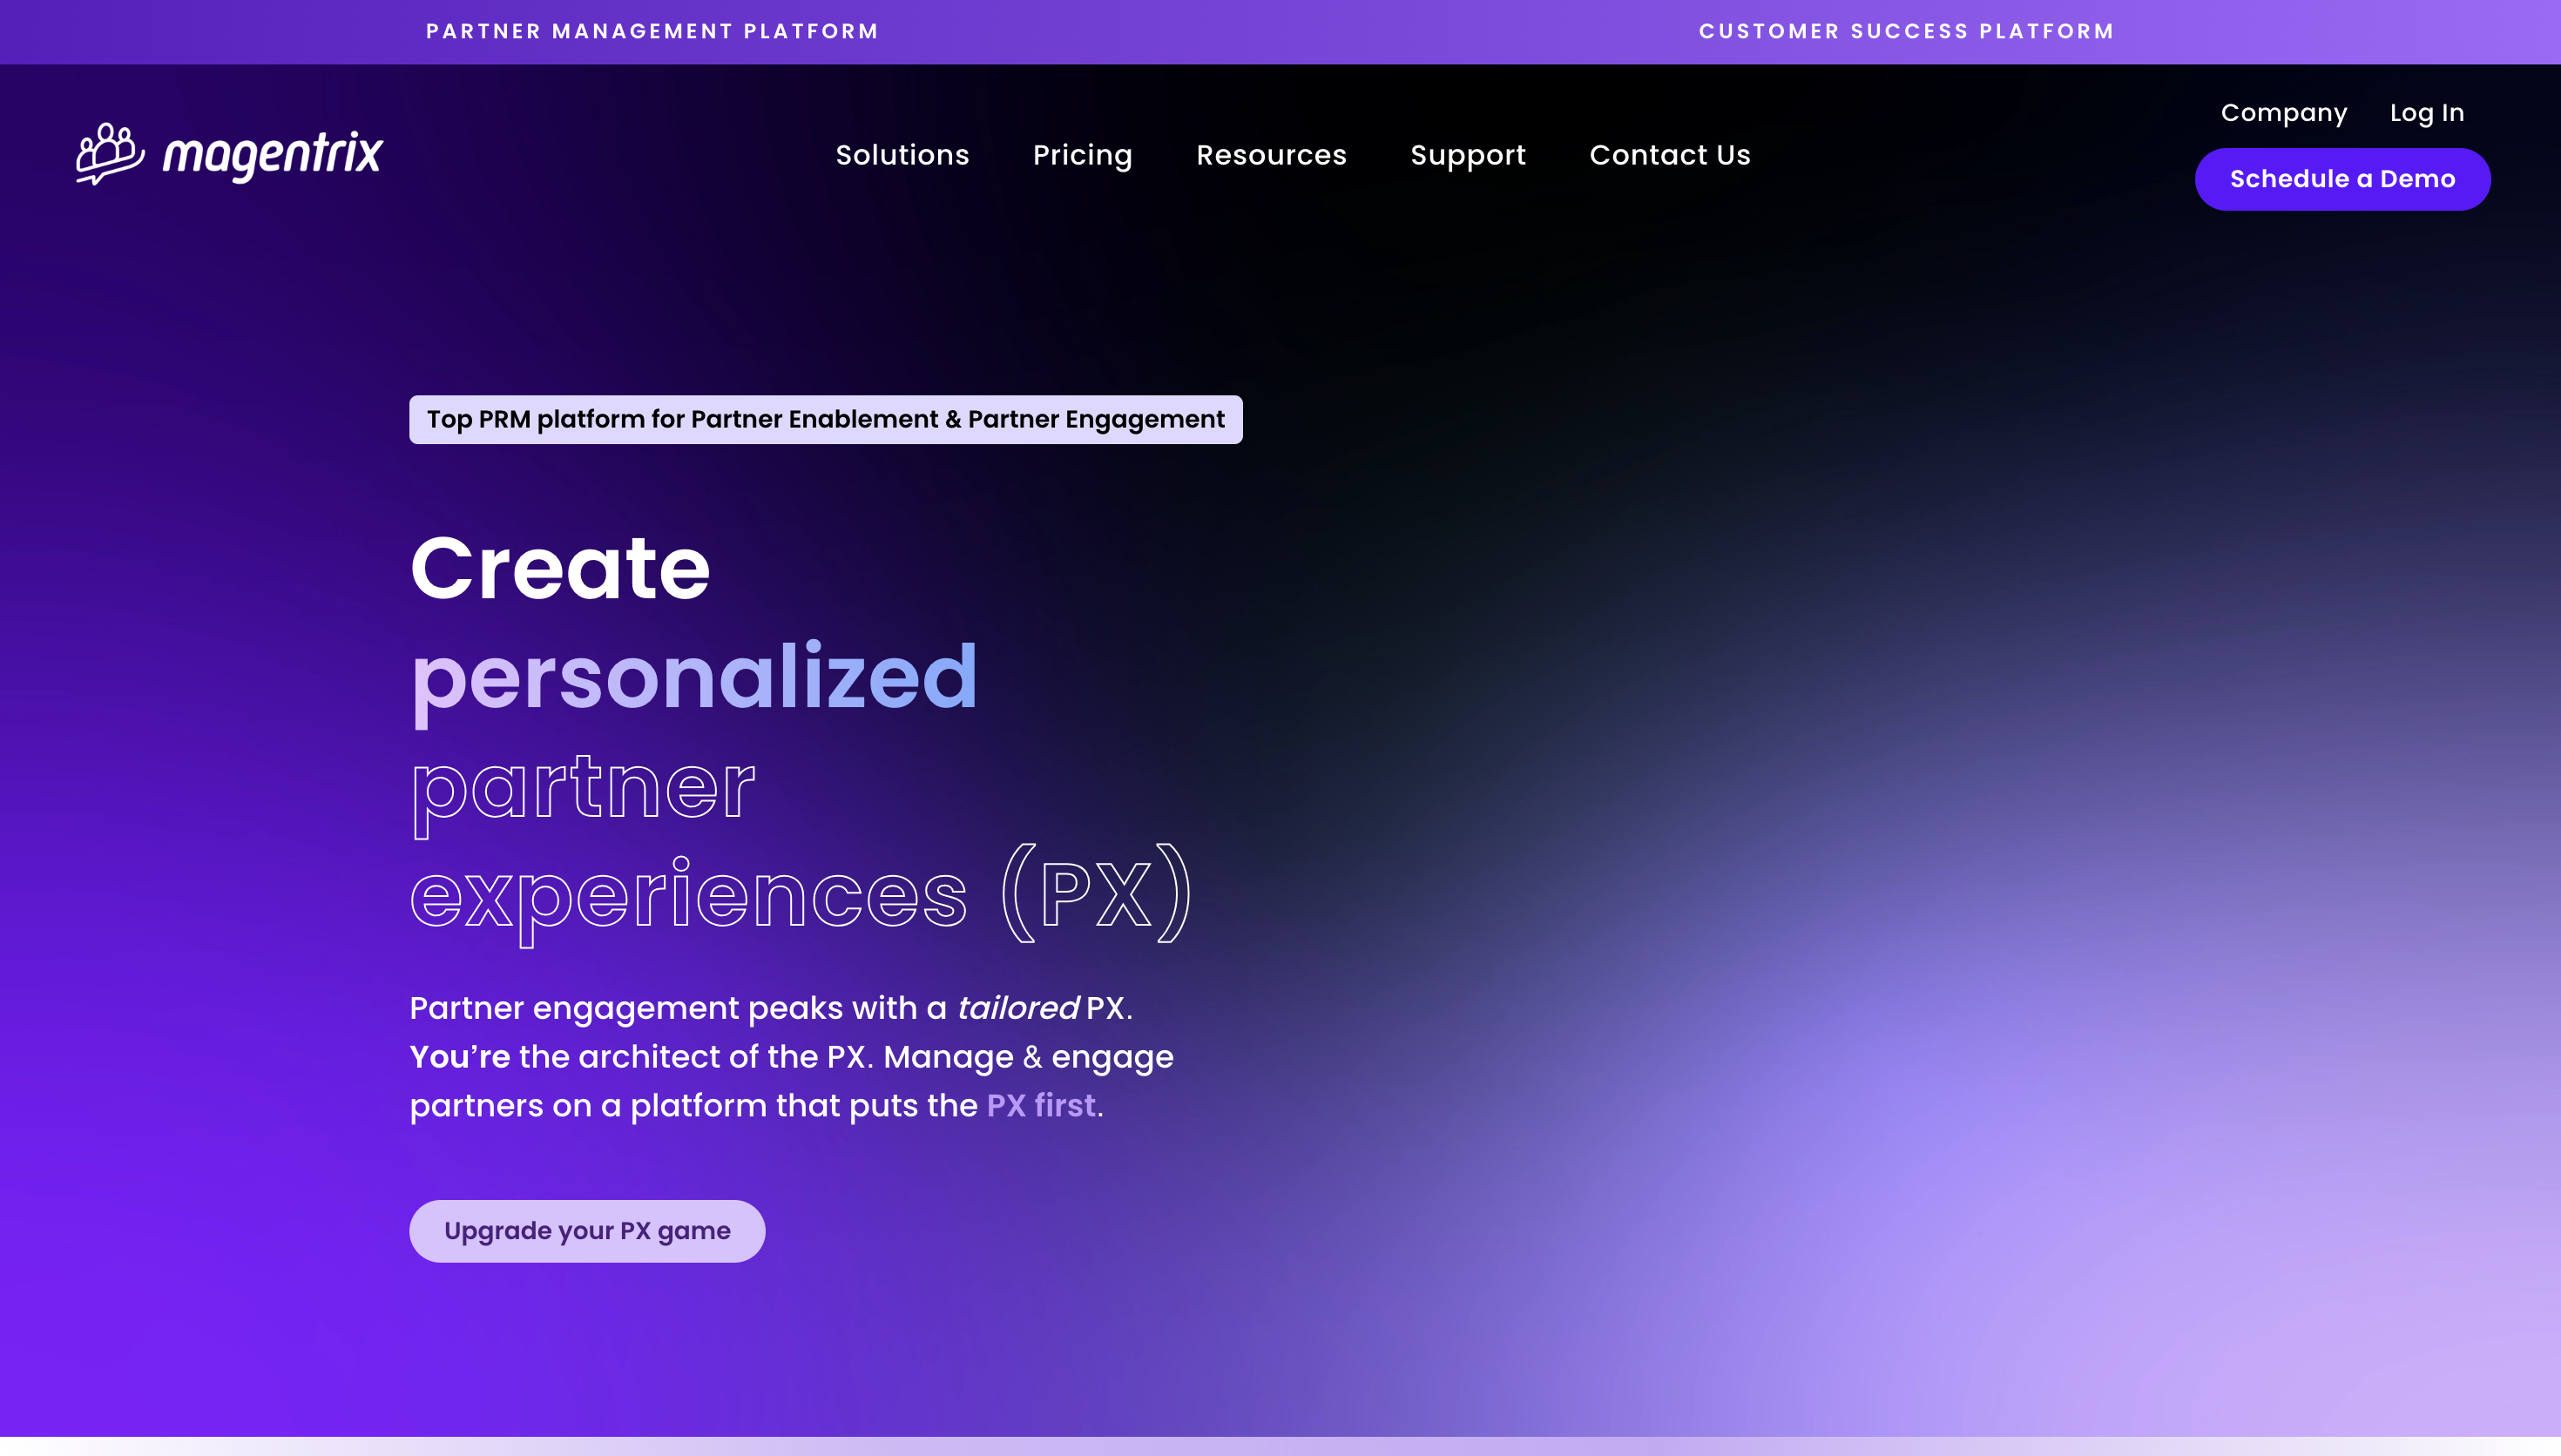 PARTNER MANAGEMENT PLATFORM
CUSTOMER SUCCESS PLATFORM
Company
Log In
magentrix
Solutions
Pricing
Resources
Support
Contact Us
Schedule a Demo
Top PRM platform for Partner Enablement & Partner Engagement
Create
personalized
partner
experiences (PX)
Partner engagement peaks with a tailored PX.
You’re the architect of the PX. Manage & engage
partners on a platform that puts the PX first.
Upgrade your PX game